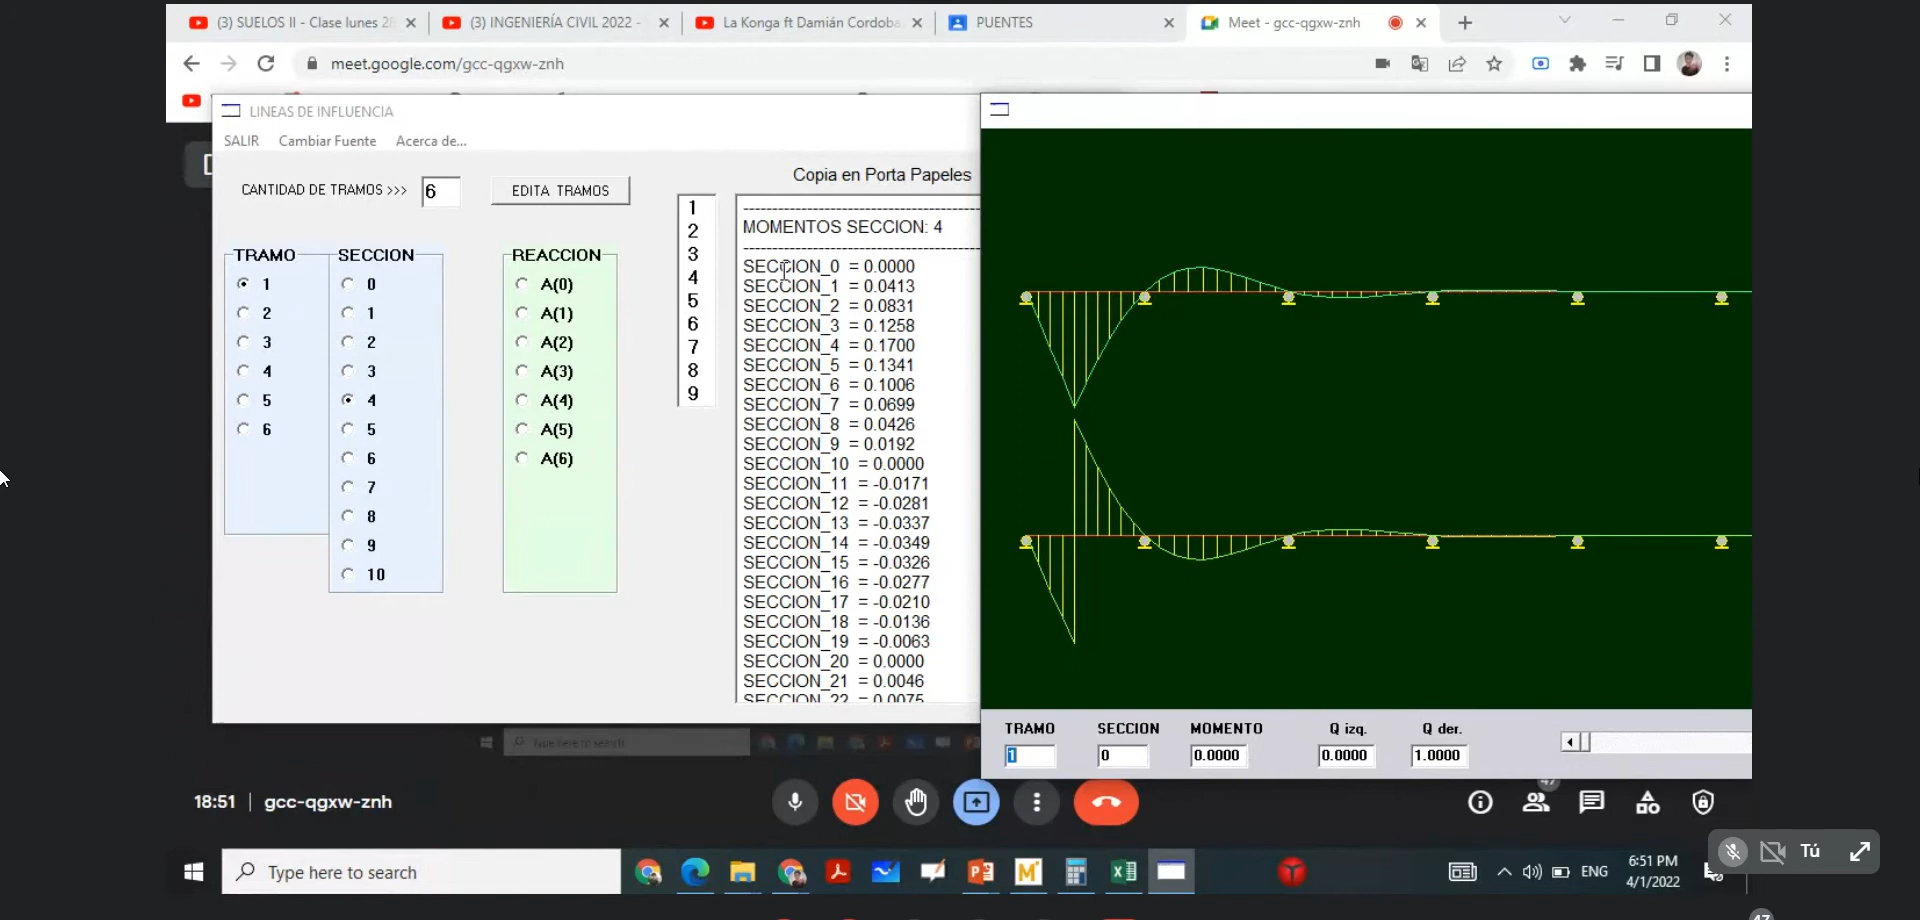 (3) SUELOS II - Clase lunes 2
(3) INGENIERÍA CIVIL 2022 -
La Konga ft Damián Cordoba
PUENTES
Meet - gcc-qgxw-znh
meet.google.com/gcc-qgxw-znh
LINEAS DE INFLUENCIA
SALIR Cambiar Fuente Acerca de...
CANTIDAD DE TRAMOS >>> 6 EDITA TRAMOS
Copia en Porta Papeles
TRAMO
1
2
3
4
5
6
SECCION
0
1
2
3
4
5
6
7
8
9
10
REACCION
A(0)
A(1)
A(2)
A(3)
A(4)
A(5)
A(6)
1
2
3
4
5
6
7
8
9
MOMENTOS SECCION: 4
SECCION_0 = 0.0000
SECCION_1 = 0.0413
SECCION_2 = 0.0831
SECCION_3 = 0.1258
SECCION_4 = 0.1700
SECCION_5 = 0.1341
SECCION_6 = 0.1006
SECCION_7 = 0.0699
SECCION_8 = 0.0426
SECCION_9 = 0.0192
SECCION_10 = 0.0000
SECCION_11 = -0.0171
SECCION_12 = -0.0281
SECCION_13 = -0.0337
SECCION_14 = -0.0349
SECCION_15 = -0.0326
SECCION_16 = -0.0277
SECCION_17 = -0.0210
SECCION_18 = -0.0136
SECCION_19 = -0.0063
SECCION_20 = 0.0000
SECCION_21 = 0.0046
SECCION_22 = 0.0075
TRAMO SECCION MOMENTO Q izq. Q der.
1 0 0.0000 0.0000 1.0000
Type here to search
18:51 | gcc-qgxw-znh
47
Tú
Type here to search
ENG
6:51 PM
4/1/2022
47